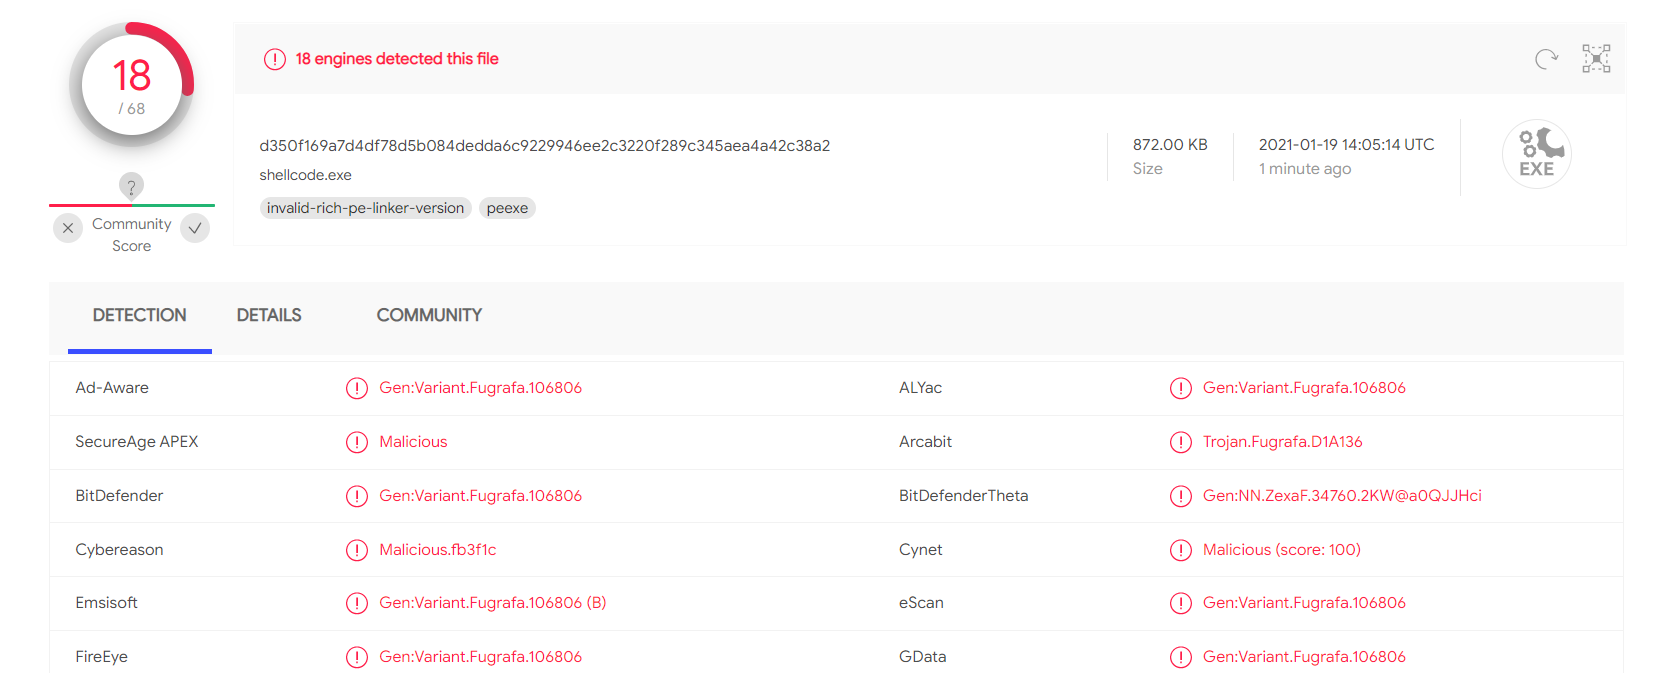 18
/ 68
18 engines detected this file
d350f169a7d4df78d5b084dedda6c9229946ee2c3220f289c345aea4a42c38a2
shellcode.exe
invalid-rich-pe-linker-version peexe
872.00 KB
Size
2021-01-19 14:05:14 UTC
1 minute ago
EXE
?
Community
Score
DETECTION DETAILS COMMUNITY
Ad-Aware Gen:Variant.Fugrafa.106806 ALYac Gen:Variant.Fugrafa.106806
SecureAge APEX Malicious Arcabit Trojan.Fugrafa.D1A136
BitDefender Gen:Variant.Fugrafa.106806 BitDefenderTheta Gen:NN.ZexaF.34760.2KW@a0QJJHci
Cybereason Malicious.fb3f1c Cynet Malicious (score: 100)
Emsisoft Gen:Variant.Fugrafa.106806 (B) eScan Gen:Variant.Fugrafa.106806
FireEye Gen:Variant.Fugrafa.106806 GData Gen:Variant.Fugrafa.106806